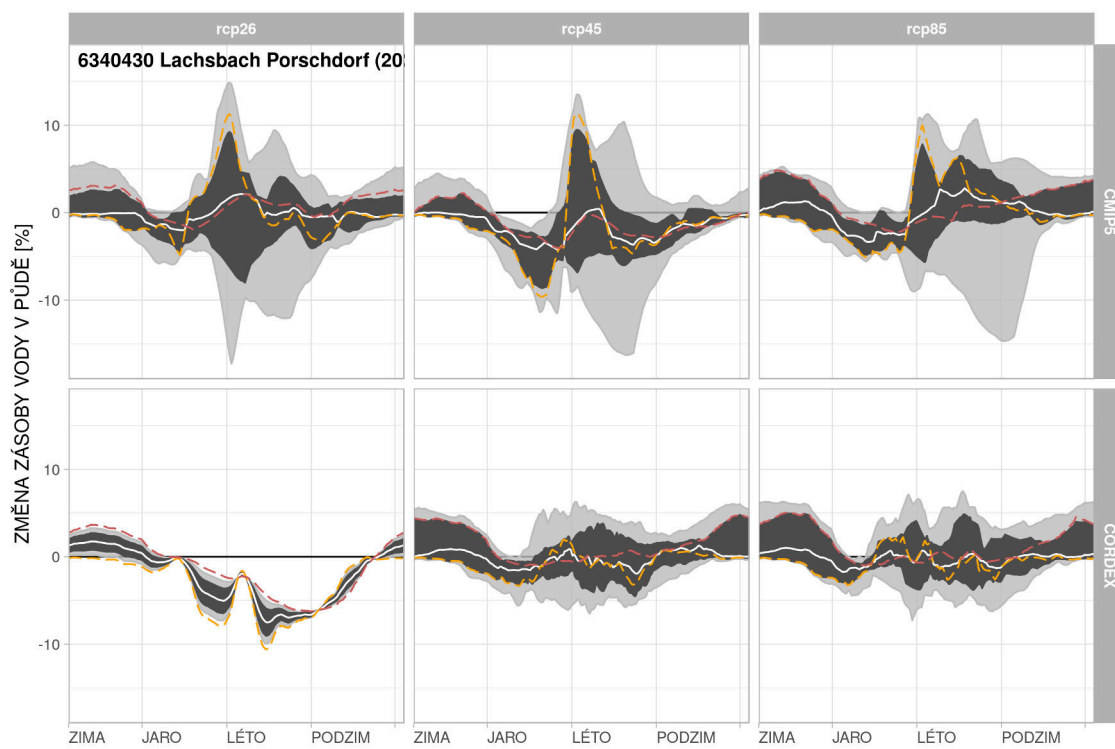 rcp26 rcp45 rcp85
6340430 Lachsbach Porschdorf (20
ZMĚNA ZÁSOBY VODY V PŮDĚ [%]
10
0
-10
CMIP5
10
0
-10
CORDEX
ZIMA JARO LÉTO PODZIM ZIMA JARO LÉTO PODZIM ZIMA JARO LÉTO PODZIM